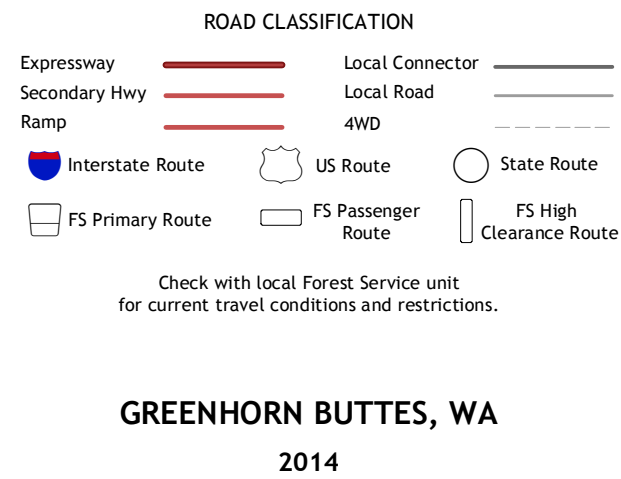 ROAD CLASSIFICATION
Expressway
Secondary Hwy
Ramp
Local Connector
Local Road
4WD
Interstate Route
US Route
State Route
FS Primary Route
FS Passenger
Route
FS High
Clearance Route
Check with local Forest Service unit
for current travel conditions and restrictions.
GREENHORN BUTTES, WA
2014